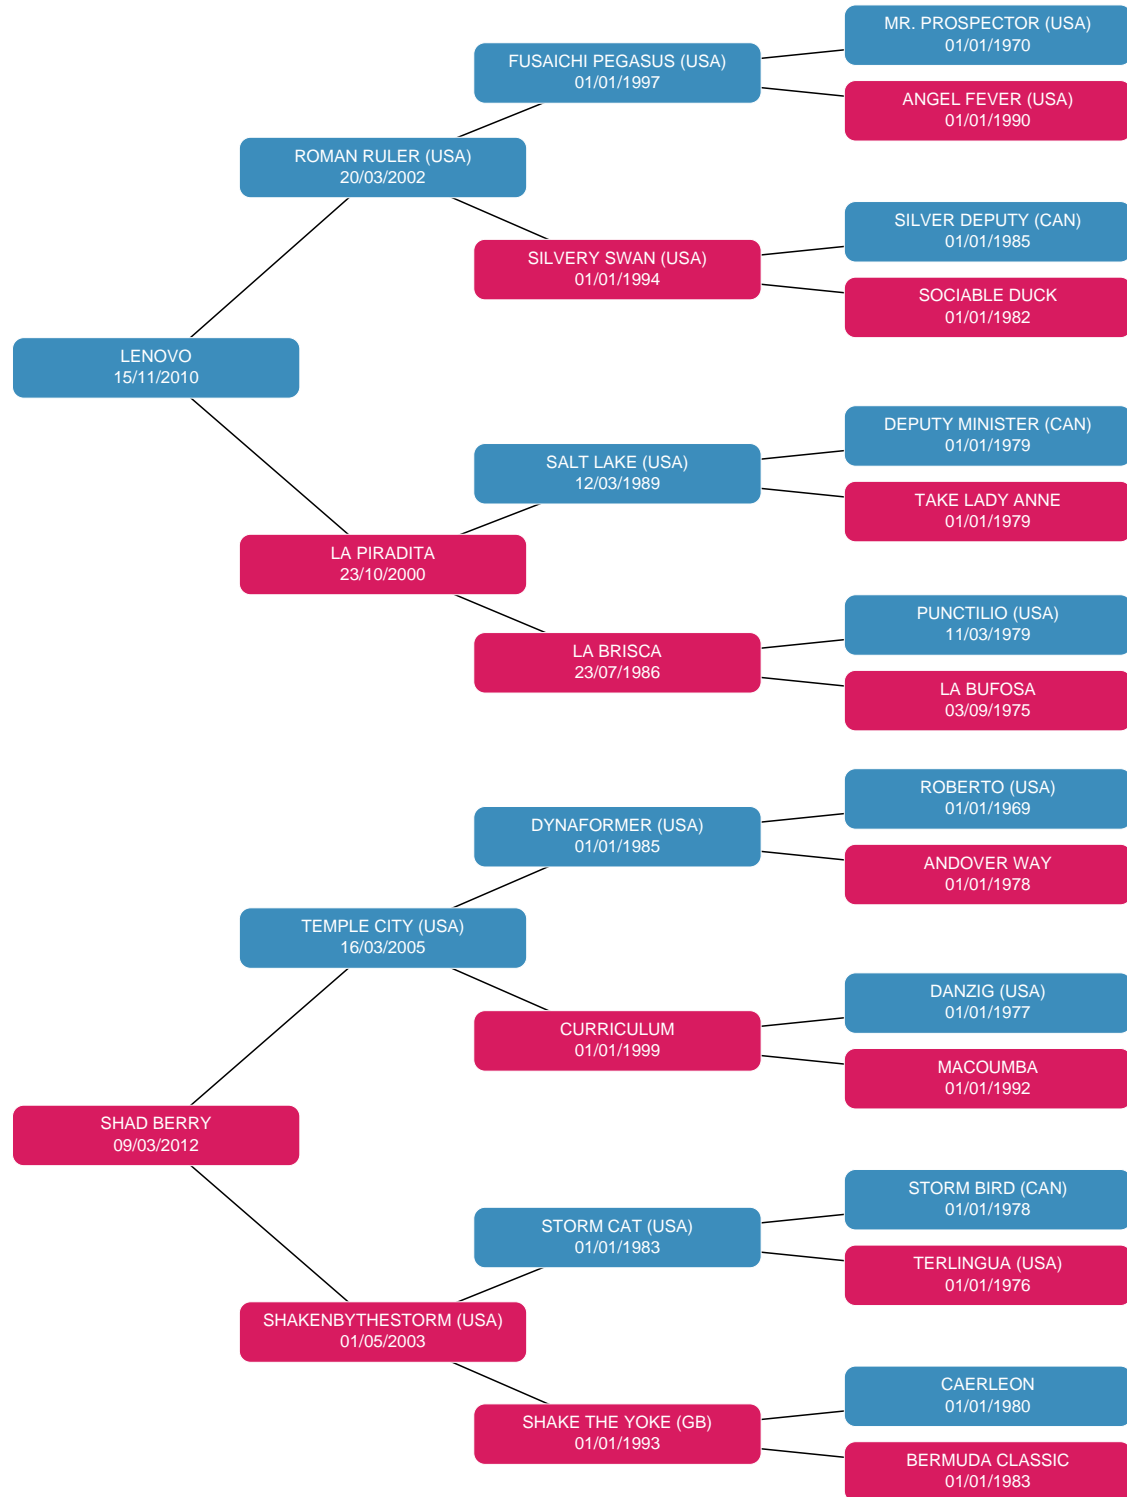 MR. PROSPECTOR (USA)
01/01/1970
FUSAICHI PEGASUS (USA)
01/01/1997
ANGEL FEVER (USA)
01/01/1990
ROMAN RULER (USA)
20/03/2002
SILVER DEPUTY (CAN)
01/01/1985
SILVERY SWAN (USA)
01/01/1994
SOCIABLE DUCK
01/01/1982
LENOVO
15/11/2010
DEPUTY MINISTER (CAN)
01/01/1979
SALT LAKE (USA)
12/03/1989
TAKE LADY ANNE
01/01/1979
LA PIRADITA
23/10/2000
PUNCTILIO (USA)
11/03/1979
LA BRISCA
23/07/1986
LA BUFOSA
03/09/1975
ROBERTO (USA)
01/01/1969
DYNAFORMER (USA)
01/01/1985
ANDOVER WAY
01/01/1978
TEMPLE CITY (USA)
16/03/2005
DANZIG (USA)
01/01/1977
CURRICULUM
01/01/1999
MACOUMBA
01/01/1992
SHAD BERRY
09/03/2012
STORM BIRD (CAN)
01/01/1978
STORM CAT (USA)
01/01/1983
TERLINGUA (USA)
01/01/1976
SHAKENBYTHESTORM (USA)
01/05/2003
CAERLEON
01/01/1980
SHAKE THE YOKE (GB)
01/01/1993
BERMUDA CLASSIC
01/01/1983